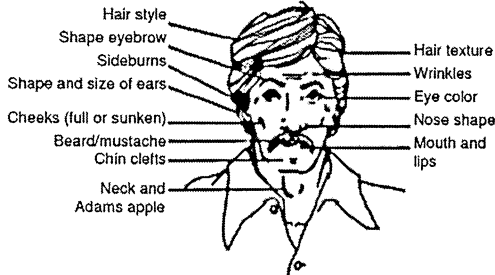 Hair style
Shape eyebrow
Sideburns
Shape and size of ears
Cheeks (full or sunken)
Beard/mustache
Chin clefts
Neck and
Adams apple
Hair texture
Wrinkles
Eye color
Nose shape
Mouth and
lips